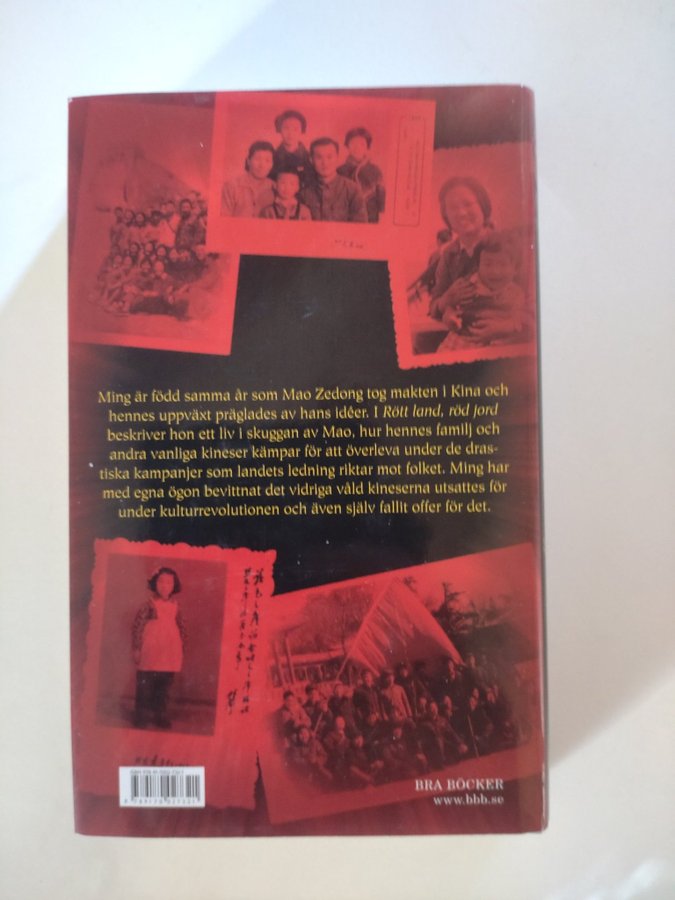 Ming är född samma år som Mao Zedong tog makten i Kina och
hennes uppväxt präglades av hans idéer. I Rött land, röd jord
beskriver hon ett liv i skuggan av Mao, hur hennes familj och
andra vanliga kineser kämpar för att överleva under de dras-
tiska kampanjer som landets ledning riktar mot folket. Ming har
med egna ögon bevittnat det vidriga våld kineserna utsattes för
under kulturrevolutionen och även själv fallit offer för det.
BRA BÖCKER
www.bbb.se